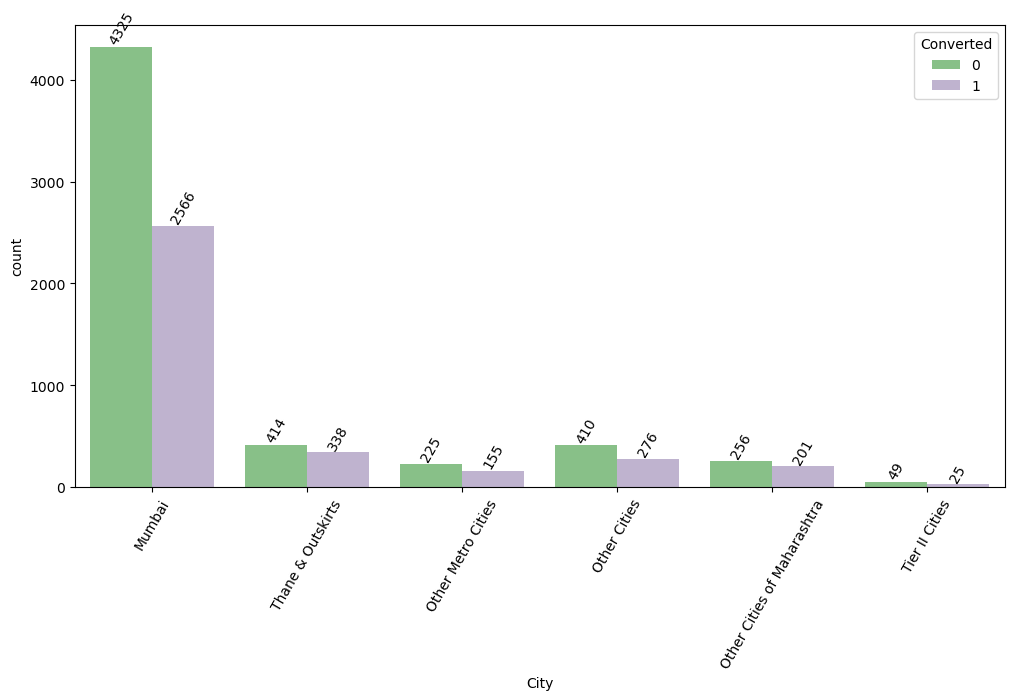 4325
2566
414
338
225
155
410
276
256
201
49
25
Converted
0
1
4000
3000
2000
1000
0
count
Mumbai
Thane & Outskirts
Other Metro Cities
Other Cities
Other Cities of Maharashtra
Tier II Cities
City